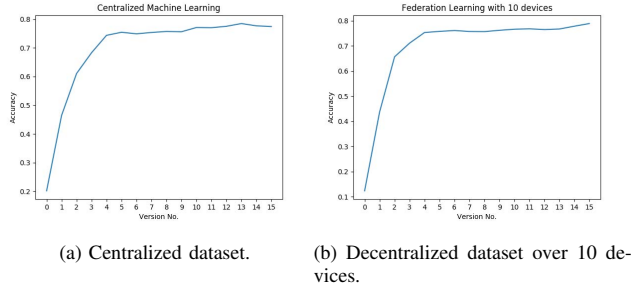 Centralized Machine Learning
0.8
0.7
0.6
0.5
0.4
0.3
0.2
Accuracy
0 1 2 3 4 5 6 7 8 9 10 11 12 13 14 15
Version No.
(a) Centralized dataset.
Federation Learning with 10 devices
0.8
0.7
0.6
0.5
0.4
0.3
0.2
0.1
Accuracy
0 1 2 3 4 5 6 7 8 9 10 11 12 13 14 15
Version No.
(b) Decentralized dataset over 10 de-
vices.